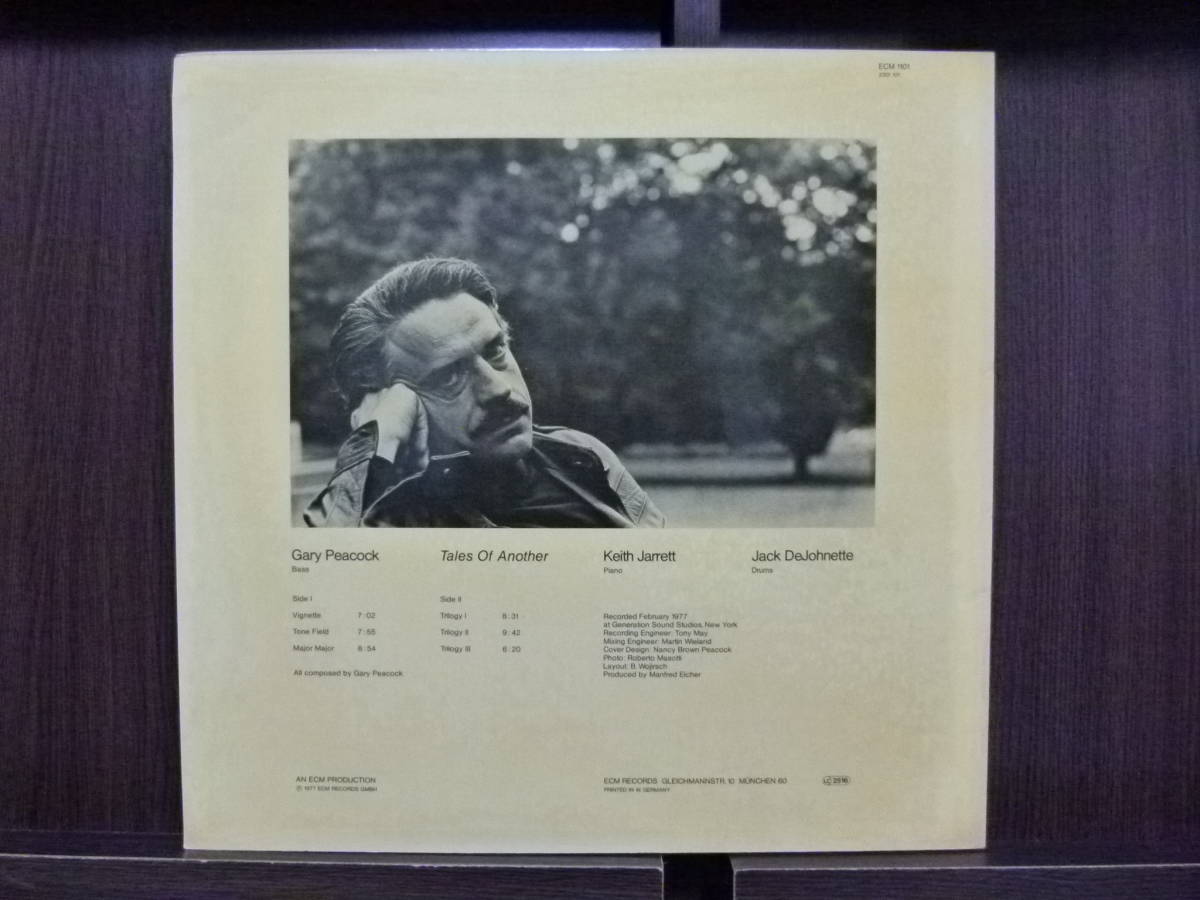 ECM 1101
2301 101
Gary Peacock
Bass
Tales Of Another
Keith Jarrett
Piano
Jack DeJohnette
Drums
Side I
Vignette 7:02
Tone Field 7:55
Major Major 6:54
All composed by Gary Peacock
Side II
Trilogy I 8:31
Trilogy II 9:42
Trilogy III 6:20
Recorded February 1977
at Generation Sound Studios, New York
Recording Engineer: Tony May
Mixing Engineer: Martin Wieland
Cover Design: Nancy Brown Peacock
Photo: Roberto Masotti
Layout: B. Wojirsch
Produced by Manfred Eicher
AN ECM PRODUCTION
℗ 1977 ECM RECORDS GMBH
ECM RECORDS GLEICHMANNSTR. 10 MÜNCHEN 60
PRINTED IN W. GERMANY
LC 2516